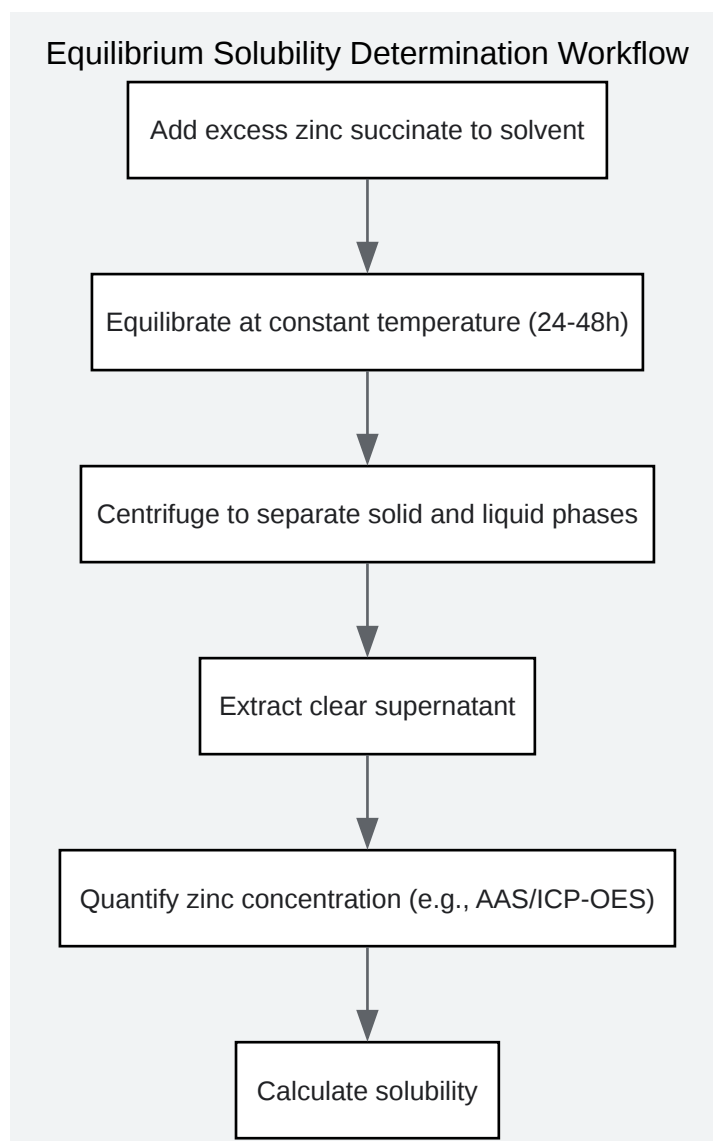 Equilibrium Solubility Determination Workflow
Add excess zinc succinate to solvent
Equilibrate at constant temperature (24-48h)
Centrifuge to separate solid and liquid phases
Extract clear supernatant
Quantify zinc concentration (e.g., AAS/ICP-OES)
Calculate solubility